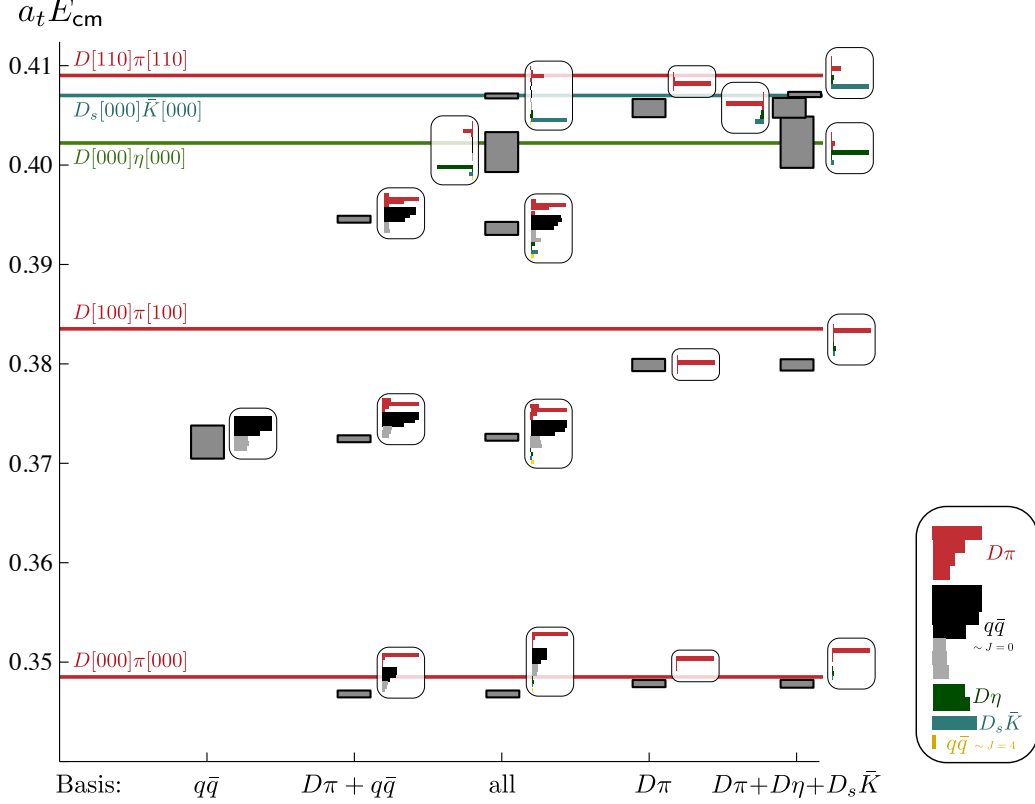 a_t E_cm
0.41
0.40
0.39
0.38
0.37
0.36
0.35
D[110]π[110]
D_s[000]K̄[000]
D[000]η[000]
D[100]π[100]
D[000]π[000]
Dπ
qq̄
~ J = 0
Dη
D_sK̄
qq̄ ~ J = 4
Basis: qq̄ Dπ + qq̄ all Dπ Dπ+Dη+D_sK̄